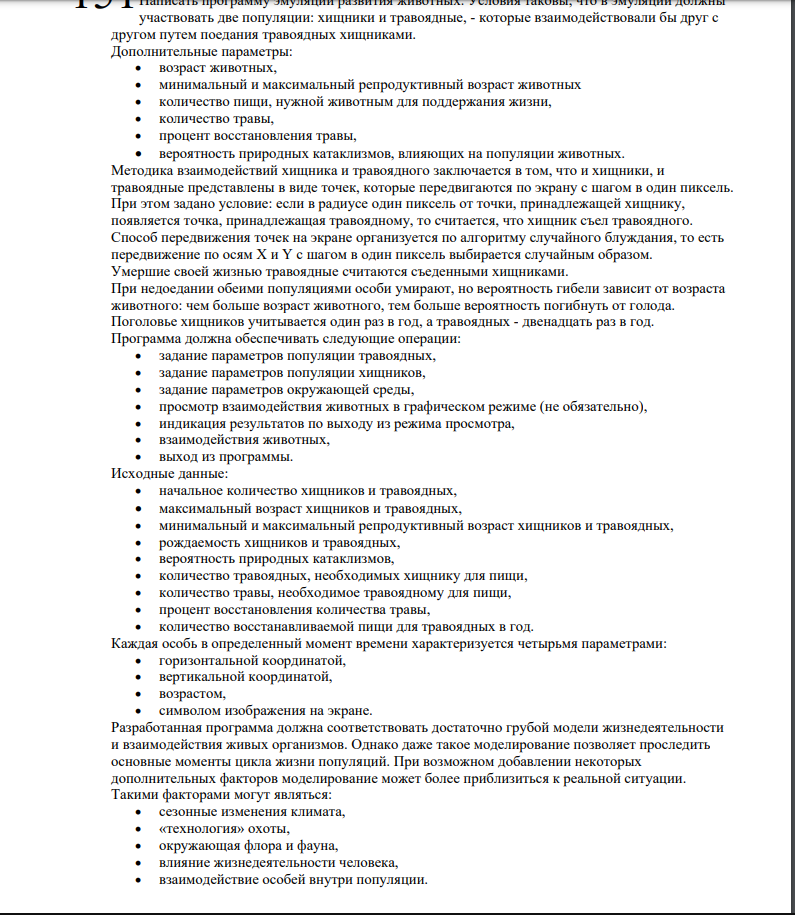 Написать программу эмуляции развития животных. Условия таковы, что в эмуляции должны
участвовать две популяции: хищники и травоядные, - которые взаимодействовали бы друг с
другом путем поедания травоядных хищниками.
Дополнительные параметры:
• возраст животных,
• минимальный и максимальный репродуктивный возраст животных
• количество пищи, нужной животным для поддержания жизни,
• количество травы,
• процент восстановления травы,
• вероятность природных катаклизмов, влияющих на популяции животных.
Методика взаимодействий хищника и травоядного заключается в том, что и хищники, и
травоядные представлены в виде точек, которые передвигаются по экрану с шагом в один пиксель.
При этом задано условие: если в радиусе один пиксель от точки, принадлежащей хищнику,
появляется точка, принадлежащая травоядному, то считается, что хищник съел травоядного.
Способ передвижения точек на экране организуется по алгоритму случайного блуждания, то есть
передвижение по осям X и Y с шагом в один пиксель выбирается случайным образом.
Умершие своей жизнью травоядные считаются съеденными хищниками.
При недоедании обеими популяциями особи умирают, но вероятность гибели зависит от возраста
животного: чем больше возраст животного, тем больше вероятность погибнуть от голода.
Поголовье хищников учитывается один раз в год, а травоядных - двенадцать раз в год.
Программа должна обеспечивать следующие операции:
• задание параметров популяции травоядных,
• задание параметров популяции хищников,
• задание параметров окружающей среды,
• просмотр взаимодействия животных в графическом режиме (не обязательно),
• индикация результатов по выходу из режима просмотра,
• взаимодействия животных,
• выход из программы.
Исходные данные:
• начальное количество хищников и травоядных,
• максимальный возраст хищников и травоядных,
• минимальный и максимальный репродуктивный возраст хищников и травоядных,
• рождаемость хищников и травоядных,
• вероятность природных катаклизмов,
• количество травоядных, необходимых хищнику для пищи,
• количество травы, необходимое травоядному для пищи,
• процент восстановления количества травы,
• количество восстанавливаемой пищи для травоядных в год.
Каждая особь в определенный момент времени характеризуется четырьмя параметрами:
• горизонтальной координатой,
• вертикальной координатой,
• возрастом,
• символом изображения на экране.
Разработанная программа должна соответствовать достаточно грубой модели жизнедеятельности
и взаимодействия живых организмов. Однако даже такое моделирование позволяет проследить
основные моменты цикла жизни популяций. При возможном добавлении некоторых
дополнительных факторов моделирование может более приблизиться к реальной ситуации.
Такими факторами могут являться:
• сезонные изменения климата,
• «технология» охоты,
• окружающая флора и фауна,
• влияние жизнедеятельности человека,
• взаимодействие особей внутри популяции.